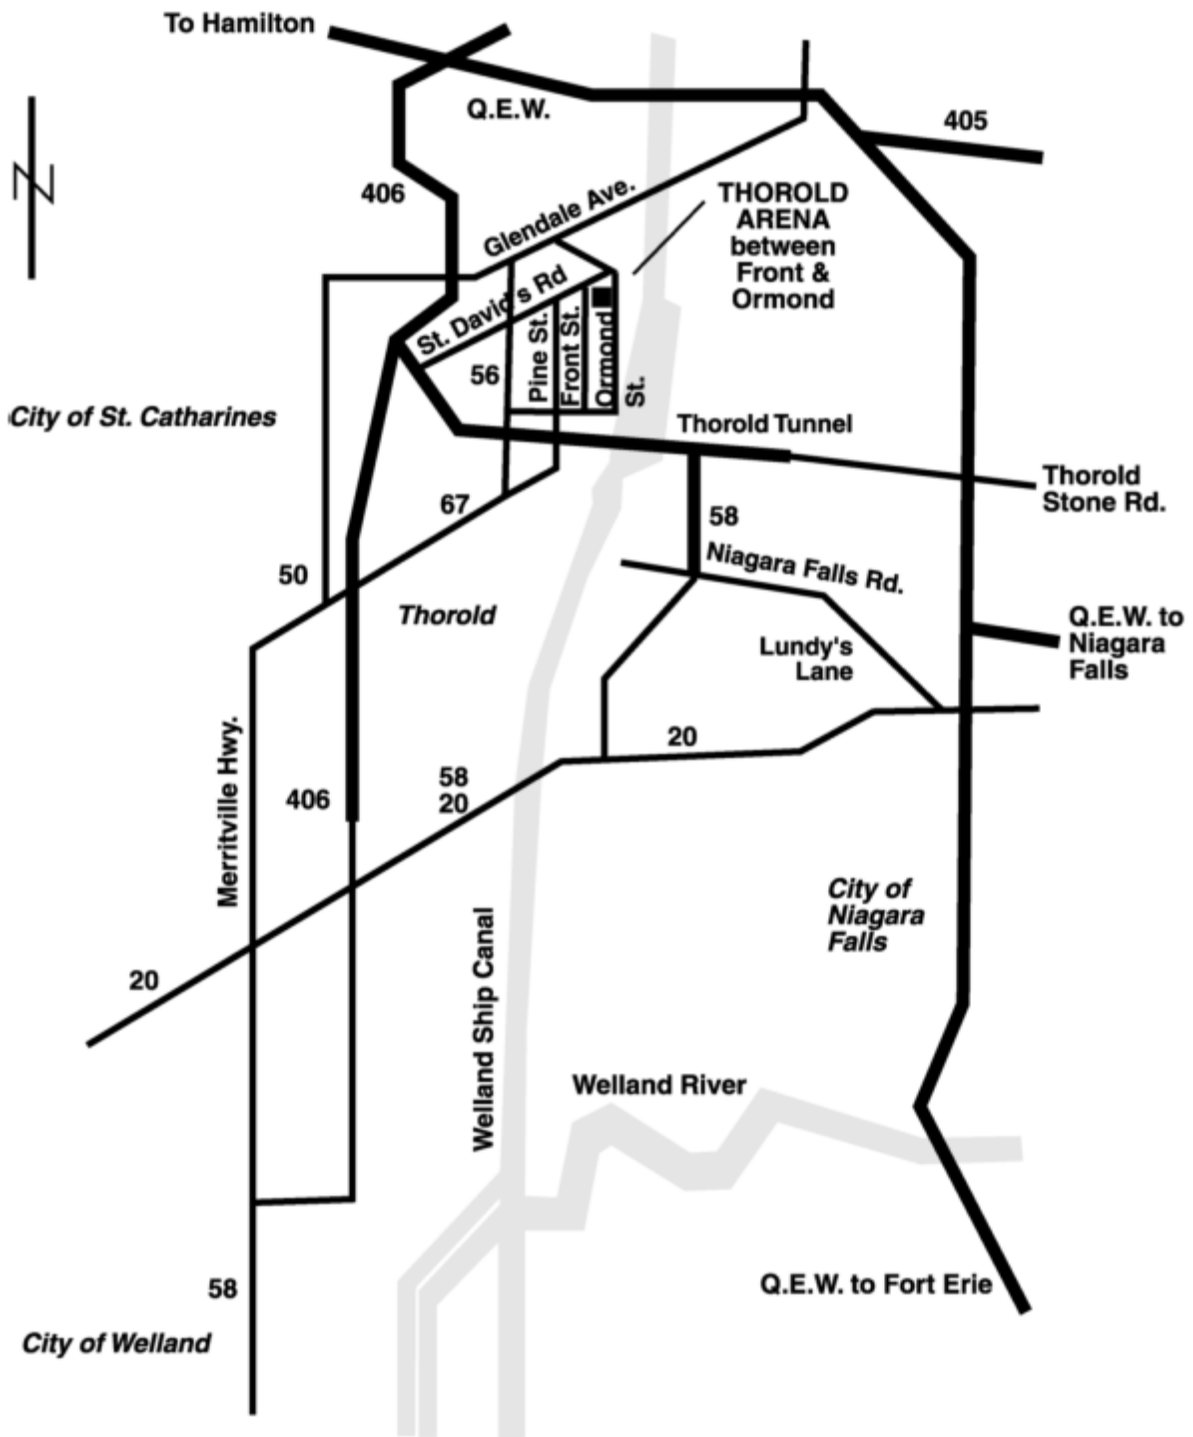 To Hamilton
Q.E.W.
405
N
406
Glendale Ave.
THOROLD
ARENA
between
Front &
Ormond
St. David's Rd
56
Pine St.
Front St.
Ormond
St.
City of St. Catharines
Thorold Tunnel
Thorold
Stone Rd.
67
58
50
Niagara Falls Rd.
Thorold
Q.E.W. to
Niagara
Falls
Lundy's
Lane
Merritville Hwy.
20
58
20
406
City of
Niagara
Falls
20
Welland Ship Canal
Welland River
58
Q.E.W. to Fort Erie
City of Welland